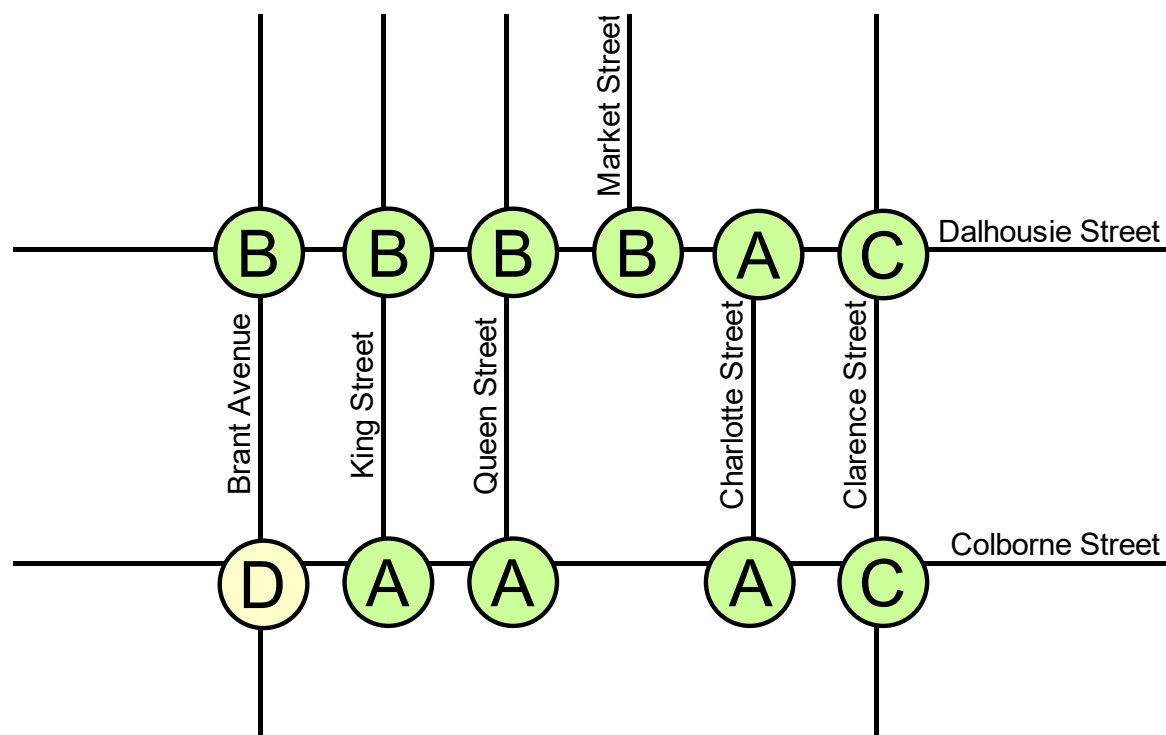 Market Street
Dalhousie Street
B
B
B
B
A
C
Brant Avenue
King Street
Queen Street
Charlotte Street
Clarence Street
Colborne Street
D
A
A
A
C